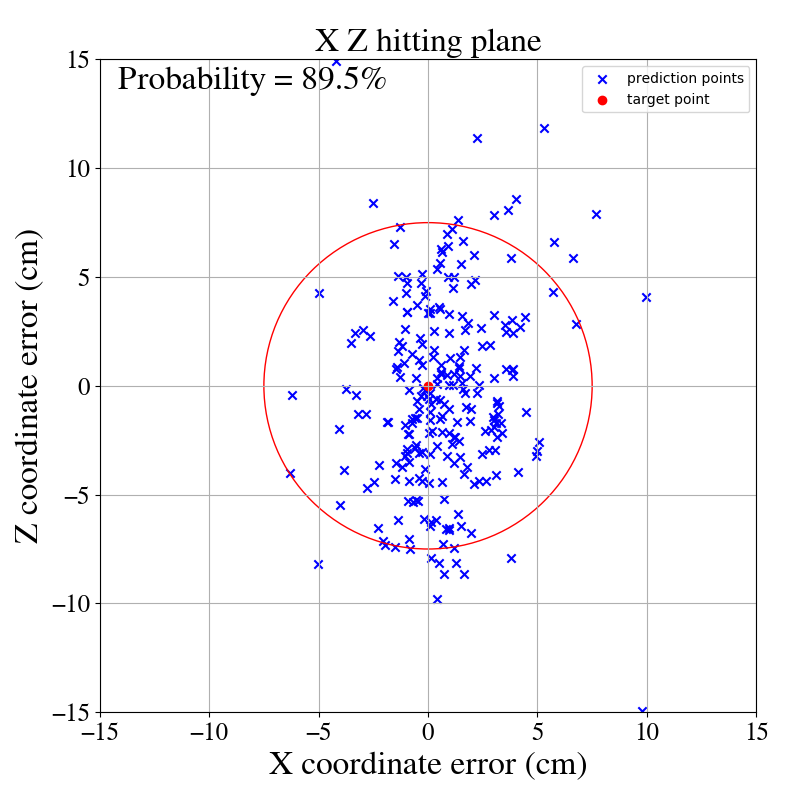 X Z hitting plane
Probability = 89.5%
prediction points
target point
15
10
5
0
−5
−10
−15
Z coordinate error (cm)
−15 −10 −5 0 5 10 15
X coordinate error (cm)